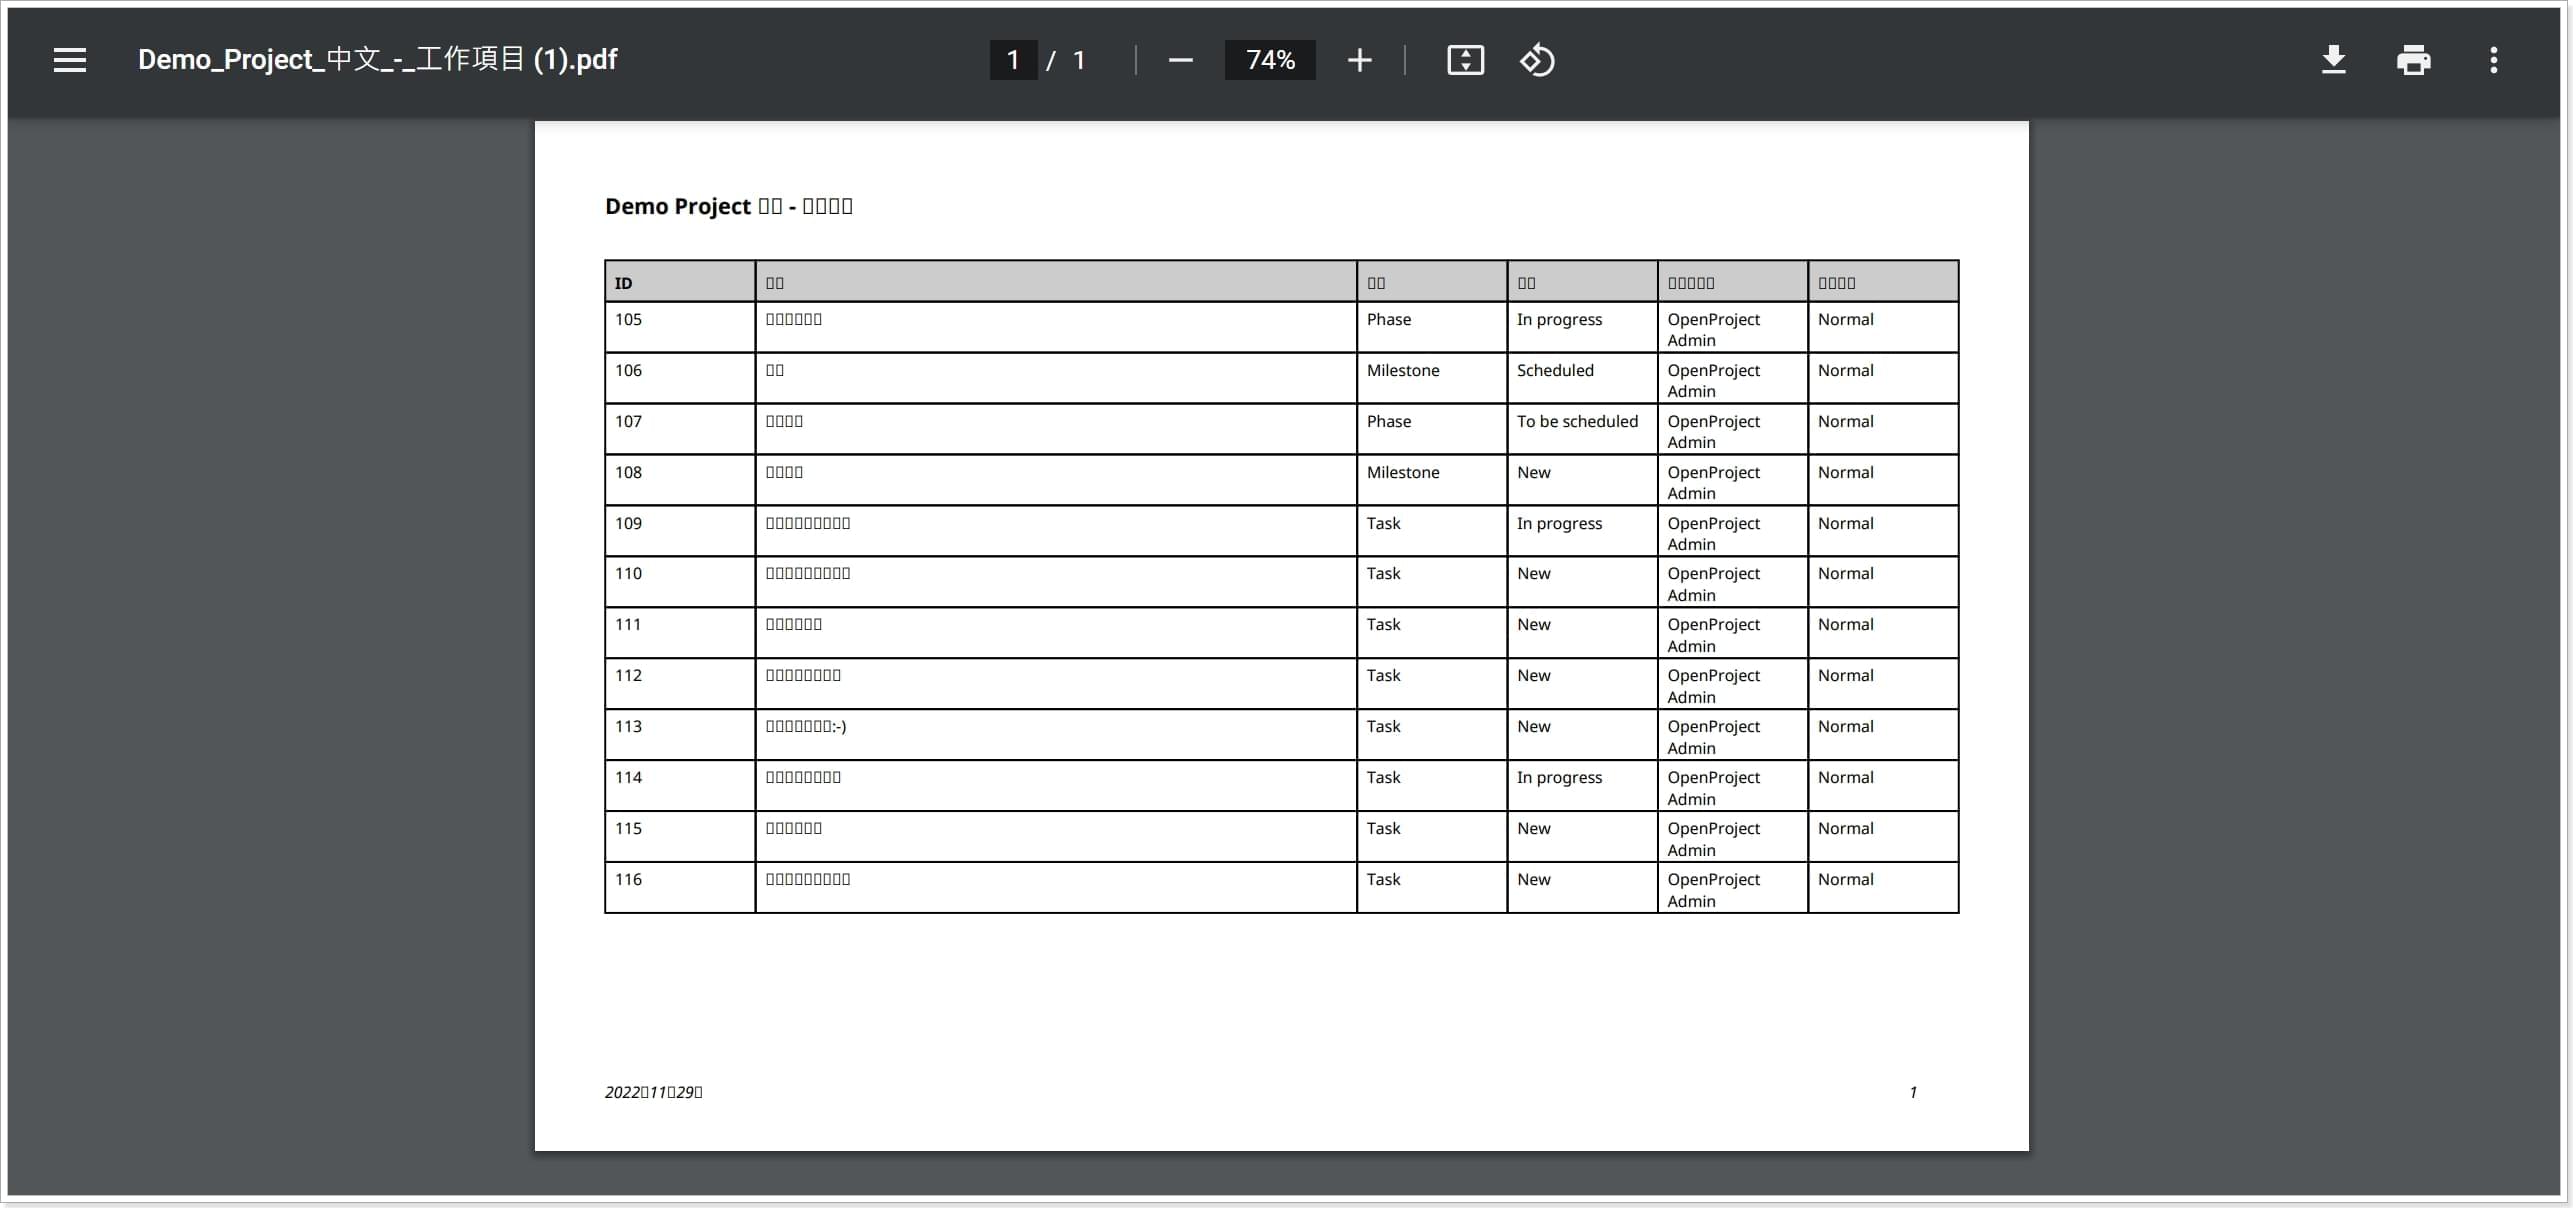 Demo_Project_中文_-_工作項目 (1).pdf
1 / 1
74%
Demo Project -
ID
105 Phase In progress OpenProject Admin Normal
106 Milestone Scheduled OpenProject Admin Normal
107 Phase To be scheduled OpenProject Admin Normal
108 Milestone New OpenProject Admin Normal
109 Task In progress OpenProject Admin Normal
110 Task New OpenProject Admin Normal
111 Task New OpenProject Admin Normal
112 Task New OpenProject Admin Normal
113 :-) Task New OpenProject Admin Normal
114 Task In progress OpenProject Admin Normal
115 Task New OpenProject Admin Normal
116 Task New OpenProject Admin Normal
2022 11 29
1